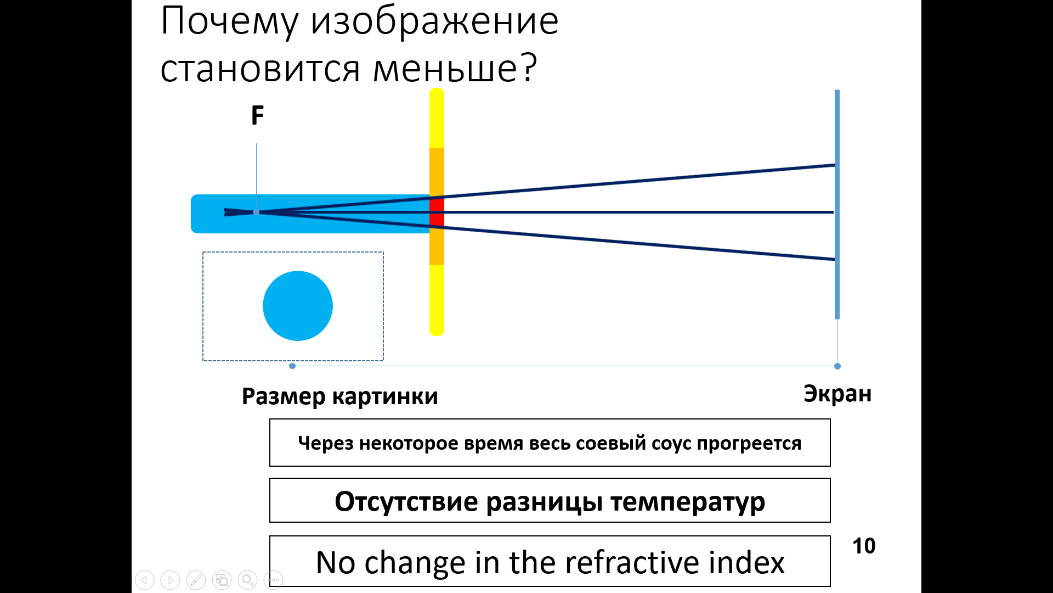 Почему изображение
становится меньше?
F
Размер картинки
Экран
Через некоторое время весь соевый соус прогреется
Отсутствие разницы температур
No change in the refractive index
10